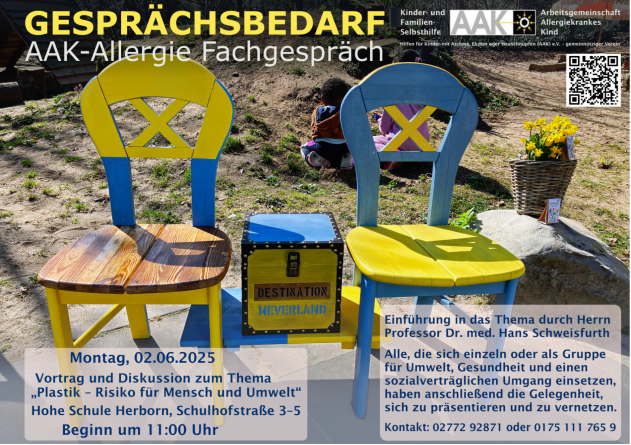 GESPRÄCHSBEDARF
AAK-Allergie Fachgespräch
Kinder- und
Familien-
Selbsthilfe
AAK
Arbeitsgemeinschaft
Allergiekrankes
Kind
Hilfen für Kinder mit Asthma, Ekzem oder Heuschnupfen (AAK) e.V. - gemeinnütziger Verein
DESTINATION
NEVERLAND
Montag, 02.06.2025
Vortrag und Diskussion zum Thema
„Plastik – Risiko für Mensch und Umwelt“
Hohe Schule Herborn, Schulhofstraße 3–5
Beginn um 11:00 Uhr
Einführung in das Thema durch Herrn
Professor Dr. med. Hans Schweisfurth
Alle, die sich einzeln oder als Gruppe
für Umwelt, Gesundheit und einen
sozialverträglichen Umgang einsetzen,
haben anschließend die Gelegenheit,
sich zu präsentieren und zu vernetzen.
Kontakt: 02772 92871 oder 0175 111 765 9